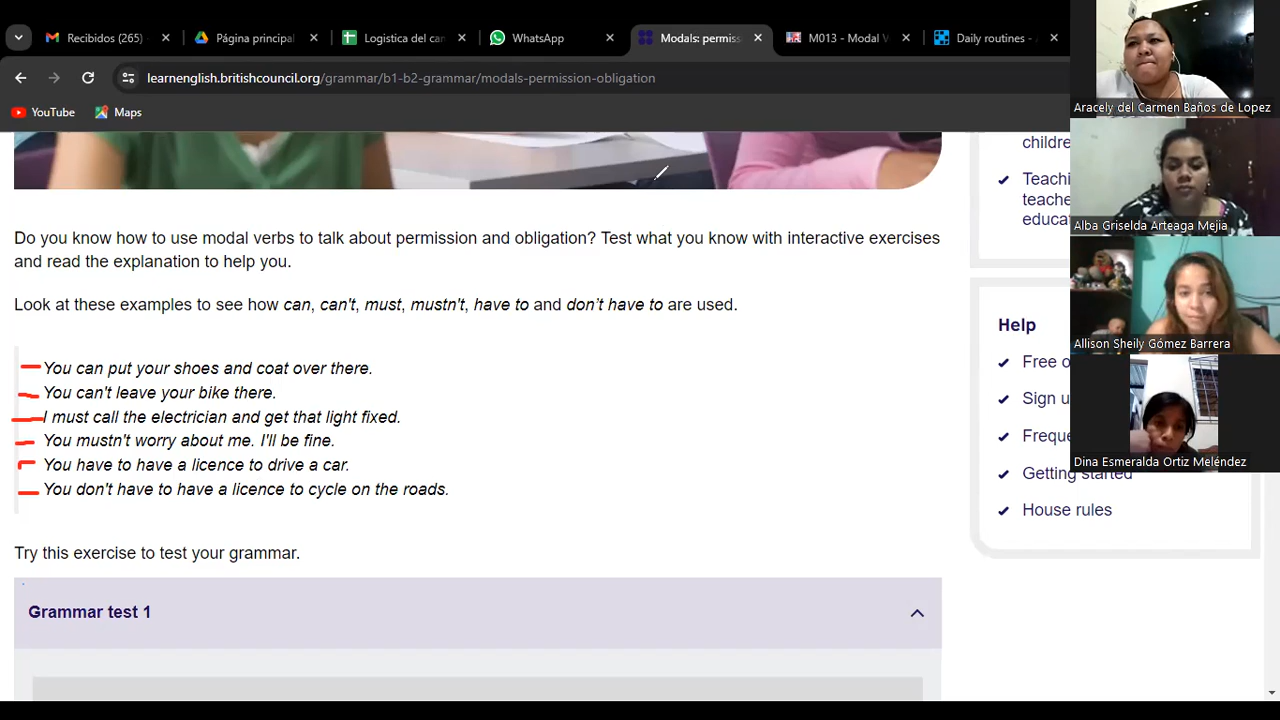 Recibidos (265)
Página principal
Logistica del car
WhatsApp
Modals: permiss
M013 - Modal V
Daily routines -
learnenglish.britishcouncil.org/grammar/b1-b2-grammar/modals-permission-obligation
YouTube
Maps
Do you know how to use modal verbs to talk about permission and obligation? Test what you know with interactive exercises
and read the explanation to help you.
Look at these examples to see how can, can't, must, mustn't, have to and don't have to are used.
You can put your shoes and coat over there.
You can't leave your bike there.
I must call the electrician and get that light fixed.
You mustn't worry about me. I'll be fine.
You have to have a licence to drive a car.
You don't have to have a licence to cycle on the roads.
Try this exercise to test your grammar.
Grammar test 1
childre
Teachi
teache
educa
Help
Free o
Sign u
Freque
Getting started
House rules
Aracely del Carmen Baños de Lopez
Alba Griselda Arteaga Mejia
Allison Sheily Gómez Barrera
Dina Esmeralda Ortiz Meléndez